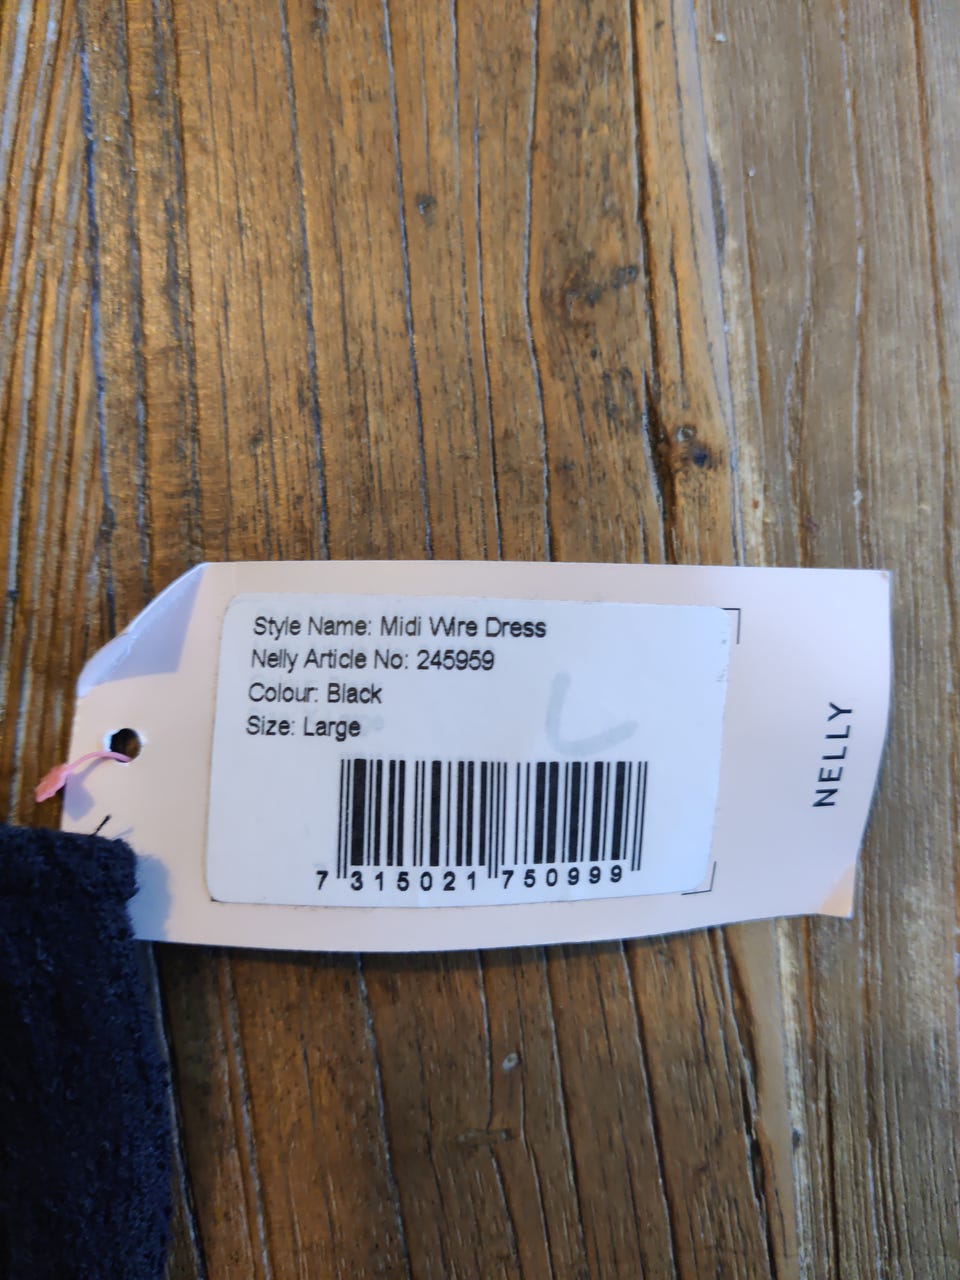 Style Name: Midi Wire Dress
Nelly Article No: 245959
Colour: Black
Size: Large
L
7 315021 750999
NELLY